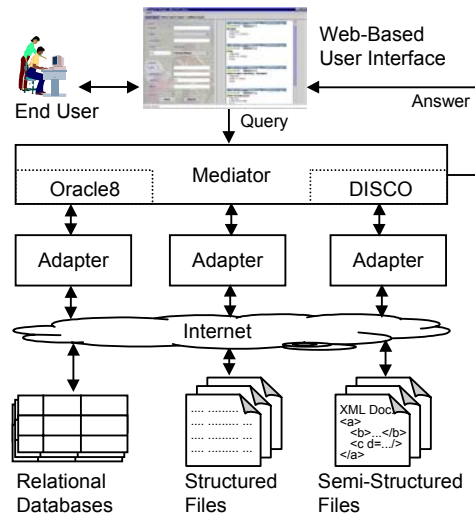 Web-Based
User Interface
End User
Query
Answer
Mediator
Oracle8
DISCO
Adapter
Adapter
Adapter
Internet
XML Doc.
<a>
<b>...</b>
<c d=.../>
</a>
Relational
Databases
Structured
Files
Semi-Structured
Files